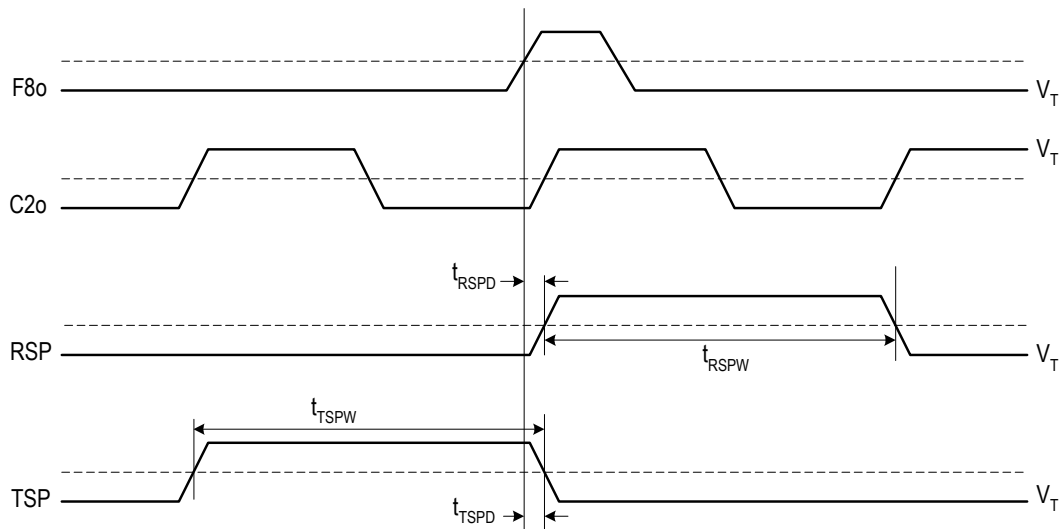 F8o
V_T
V_T
C2o
t_RSPD
RSP
t_RSPW
V_T
t_TSPW
TSP
t_TSPD
V_T